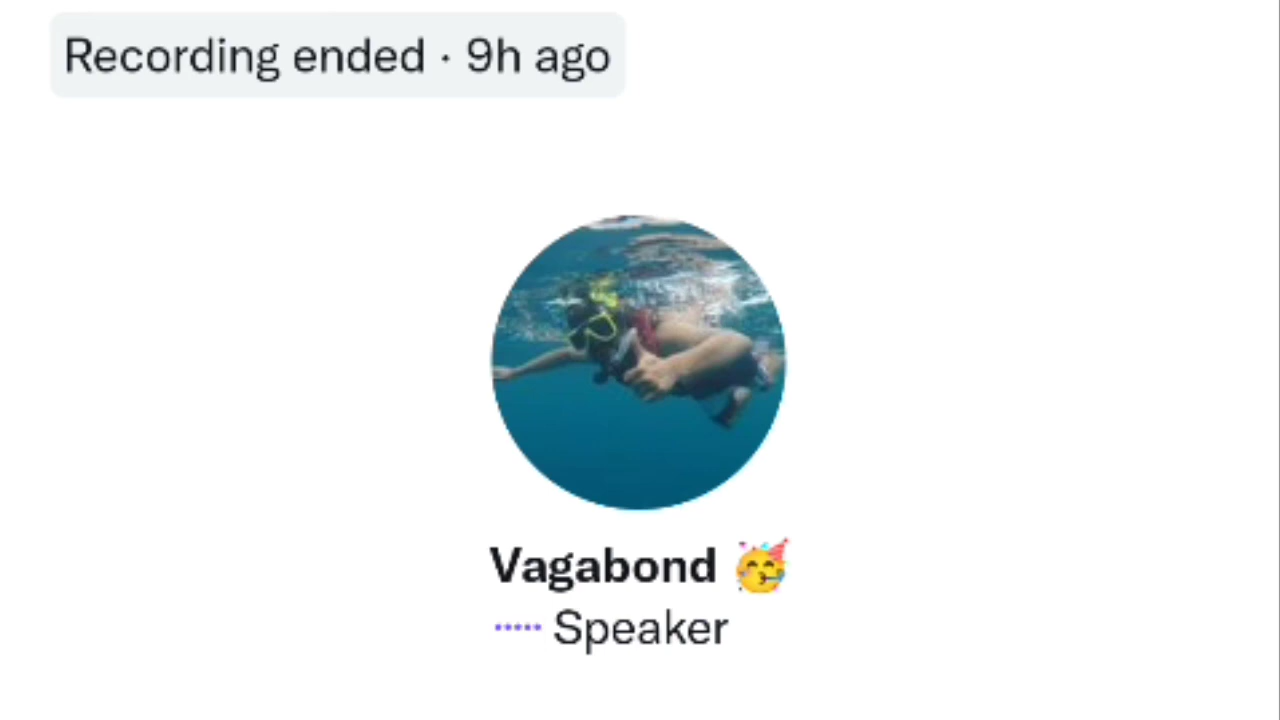 Recording ended · 9h ago
Vagabond 🥳
Speaker